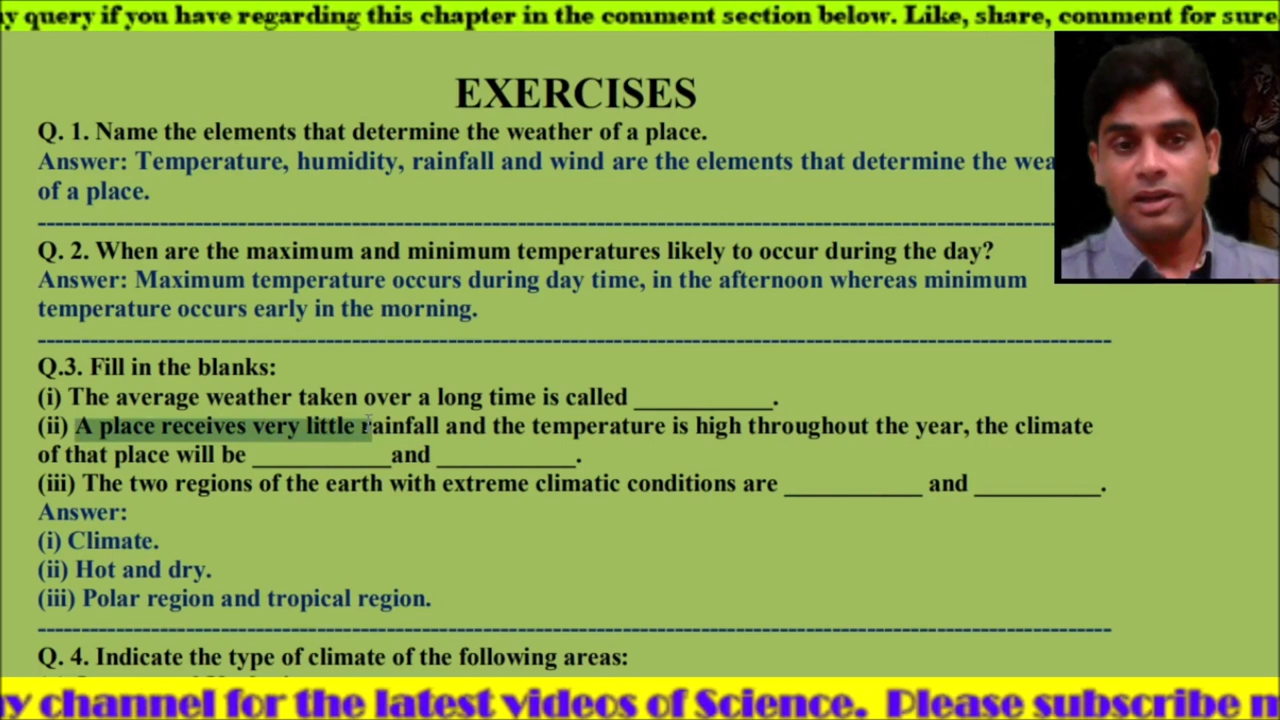 y query if you have regarding this chapter in the comment section below. Like, share, comment for sure
EXERCISES
Q. 1. Name the elements that determine the weather of a place.
Answer: Temperature, humidity, rainfall and wind are the elements that determine the wea
of a place.
Q. 2. When are the maximum and minimum temperatures likely to occur during the day?
Answer: Maximum temperature occurs during day time, in the afternoon whereas minimum
temperature occurs early in the morning.
Q.3. Fill in the blanks:
(i) The average weather taken over a long time is called ___________.
(ii) A place receives very little rainfall and the temperature is high throughout the year, the climate
of that place will be ___________and ___________.
(iii) The two regions of the earth with extreme climatic conditions are ___________ and __________.
Answer:
(i) Climate.
(ii) Hot and dry.
(iii) Polar region and tropical region.
Q. 4. Indicate the type of climate of the following areas:
y channel for the latest videos of Science. Please subscribe m